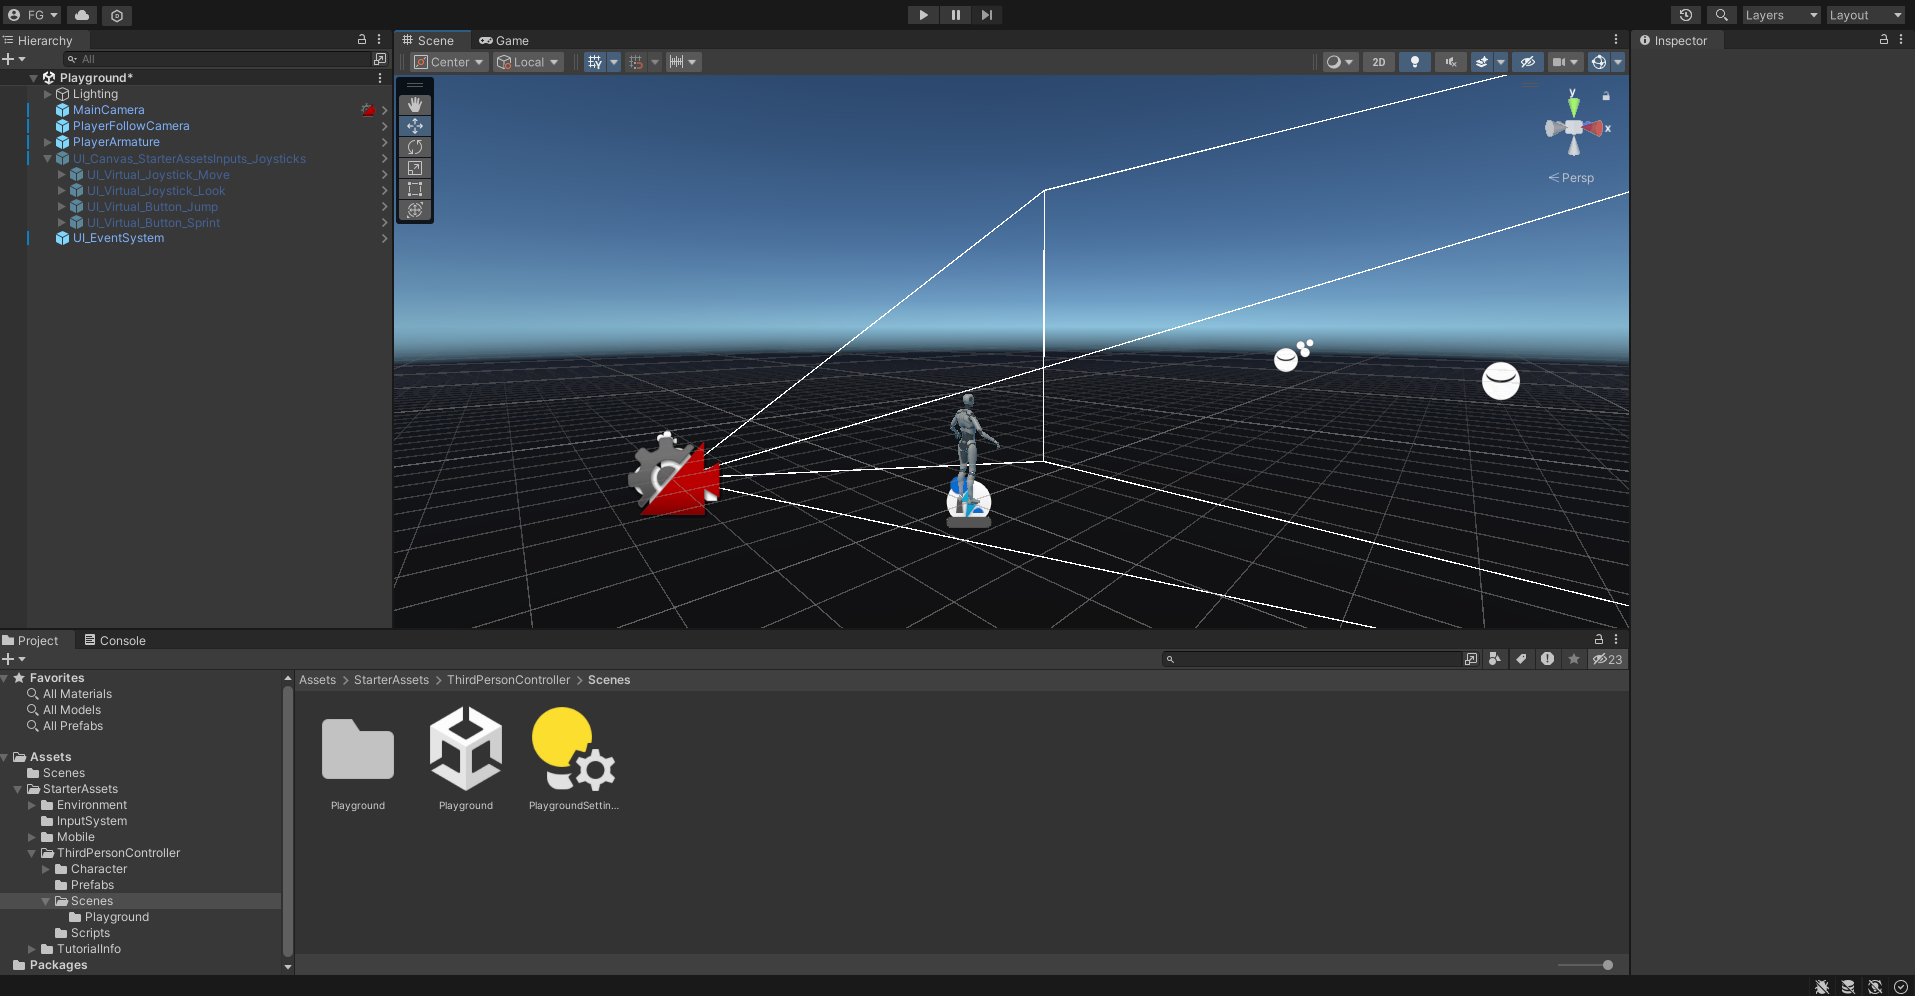 FG
Layers
Layout
Hierarchy
Scene
Game
Inspector
All
Center
Local
2D
Playground*
Lighting
MainCamera
PlayerFollowCamera
PlayerArmature
UI_Canvas_StarterAssetsInputs_Joysticks
UI_Virtual_Joystick_Move
UI_Virtual_Joystick_Look
UI_Virtual_Button_Jump
UI_Virtual_Button_Sprint
UI_EventSystem
y
x
Persp
Project
Console
23
Favorites
All Materials
All Models
All Prefabs
Assets
Scenes
StarterAssets
Environment
InputSystem
Mobile
ThirdPersonController
Character
Prefabs
Scenes
Playground
Scripts
TutorialInfo
Packages
Assets > StarterAssets > ThirdPersonController > Scenes
Playground
Playground
PlaygroundSettin...